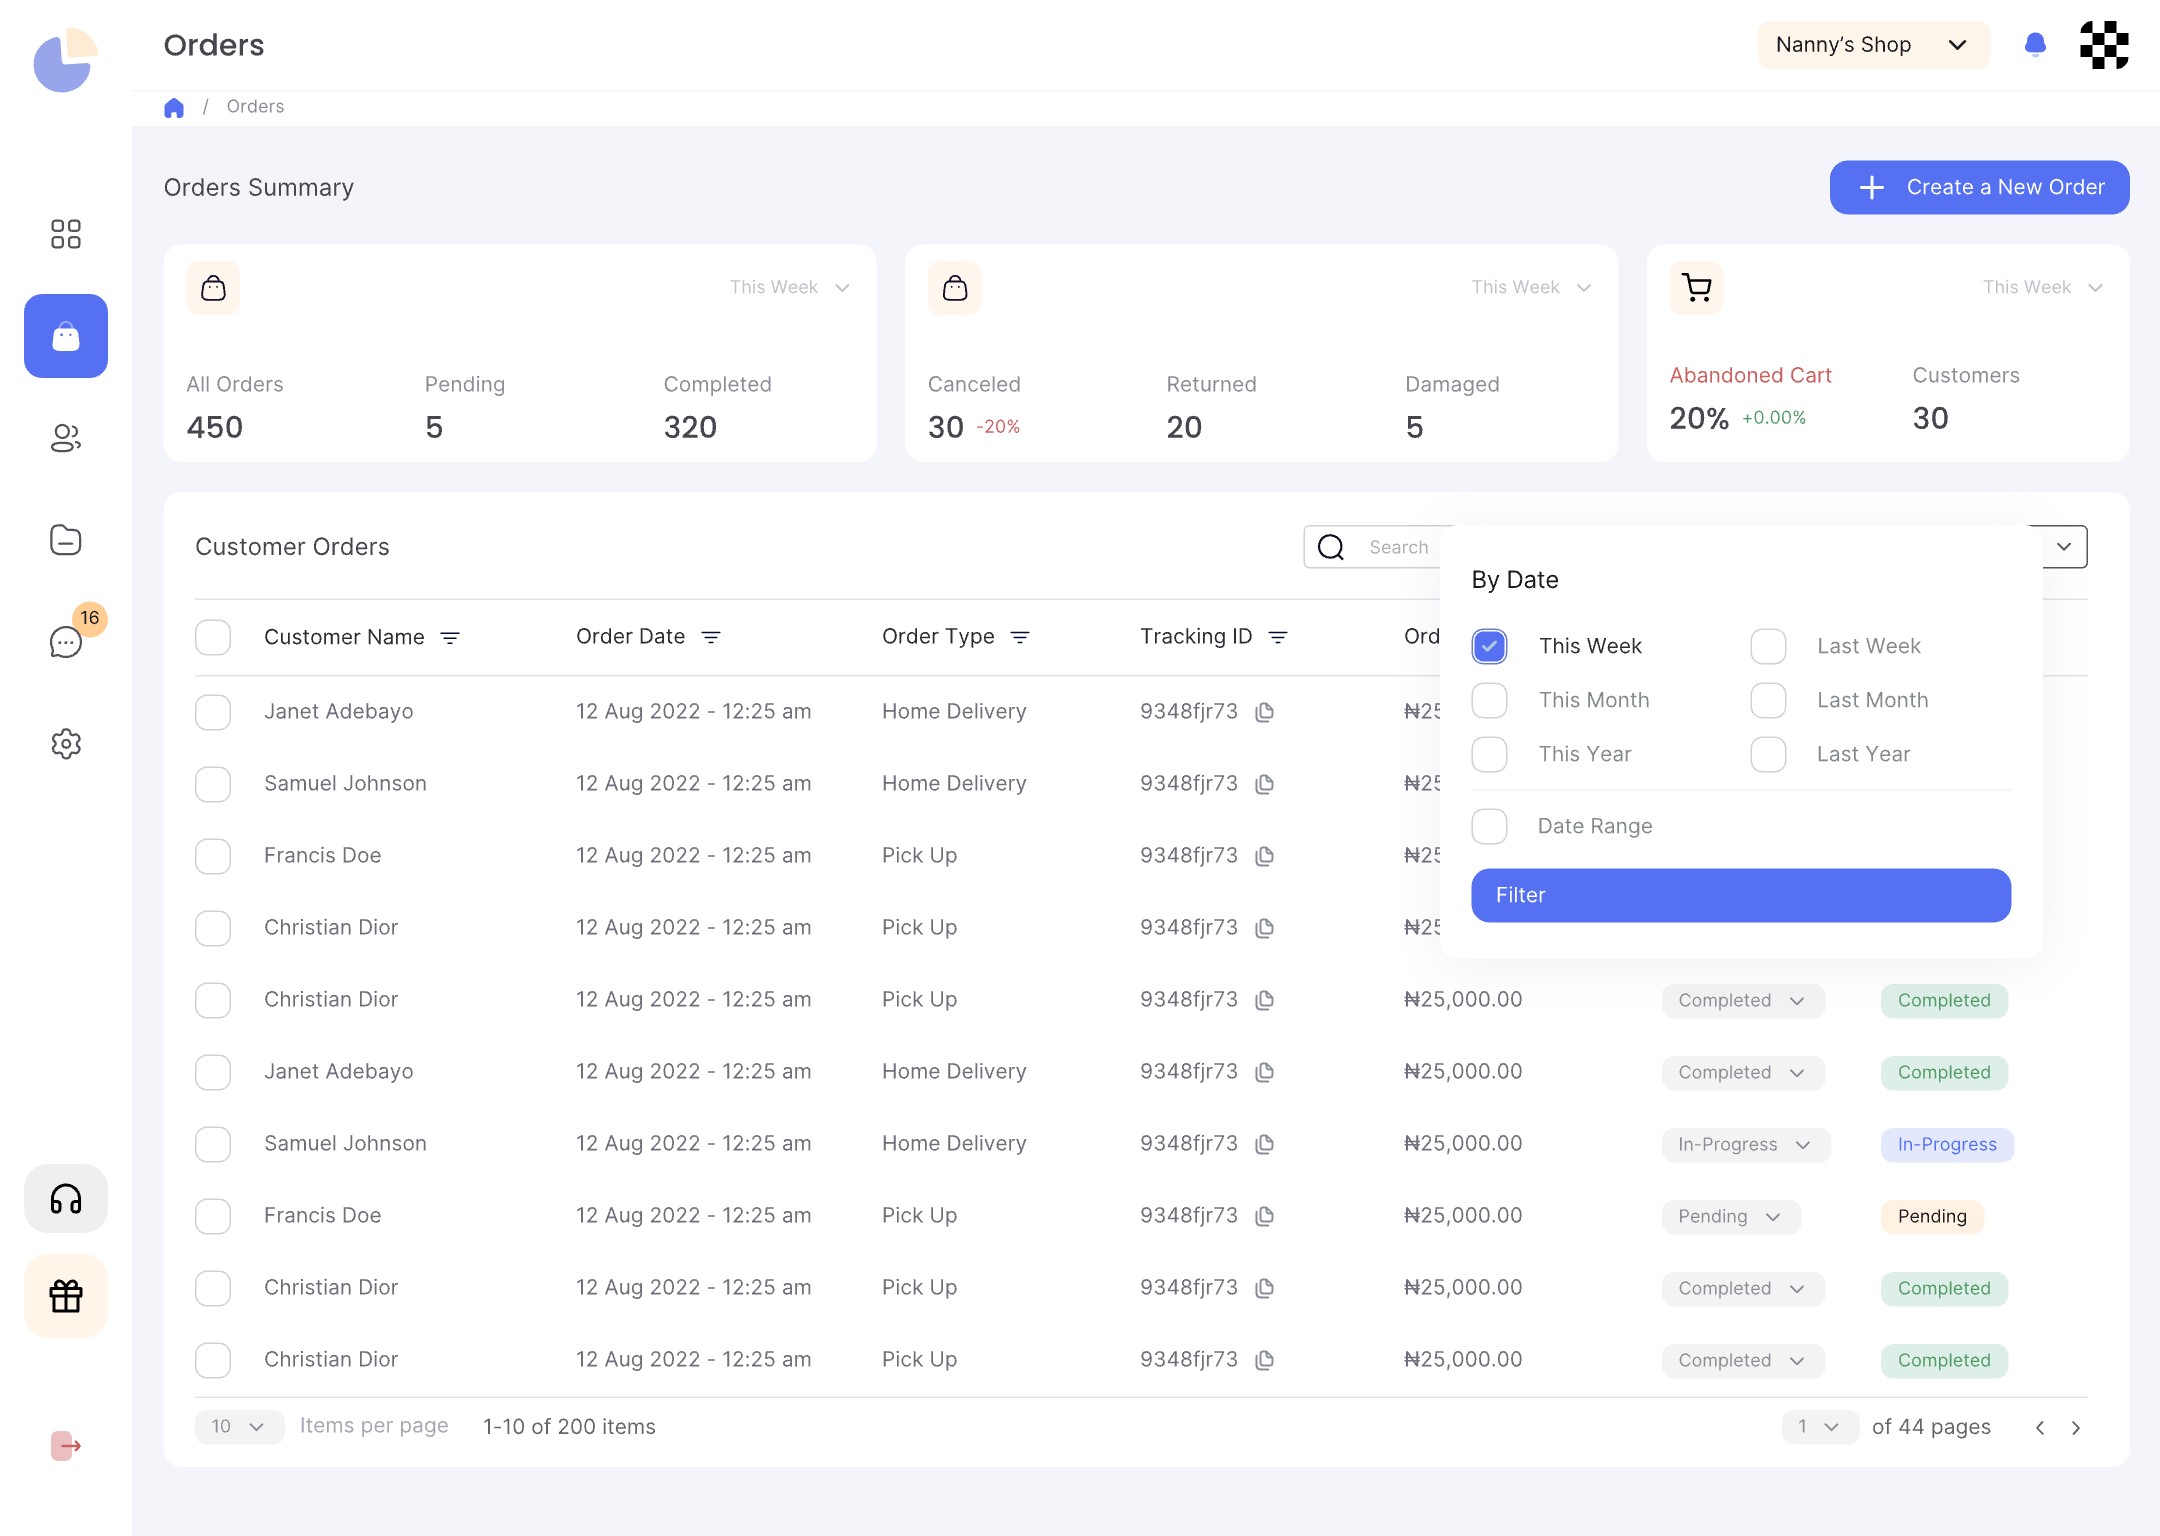 Orders
Nanny's Shop
/ Orders
Orders Summary
Create a New Order
This Week
This Week
This Week
All Orders Pending Completed
450 5 320
Canceled Returned Damaged
30 -20% 20 5
Abandoned Cart Customers
20% +0.00% 30
16
Customer Orders
Search
By Date
This Week Last Week
This Month Last Month
This Year Last Year
Date Range
Filter
Customer Name Order Date Order Type Tracking ID Ord
Janet Adebayo 12 Aug 2022 - 12:25 am Home Delivery 9348fjr73 ₦25
Samuel Johnson 12 Aug 2022 - 12:25 am Home Delivery 9348fjr73 ₦25
Francis Doe 12 Aug 2022 - 12:25 am Pick Up 9348fjr73 ₦25
Christian Dior 12 Aug 2022 - 12:25 am Pick Up 9348fjr73 ₦25
Christian Dior 12 Aug 2022 - 12:25 am Pick Up 9348fjr73 ₦25,000.00 Completed Completed
Janet Adebayo 12 Aug 2022 - 12:25 am Home Delivery 9348fjr73 ₦25,000.00 Completed Completed
Samuel Johnson 12 Aug 2022 - 12:25 am Home Delivery 9348fjr73 ₦25,000.00 In-Progress In-Progress
Francis Doe 12 Aug 2022 - 12:25 am Pick Up 9348fjr73 ₦25,000.00 Pending Pending
Christian Dior 12 Aug 2022 - 12:25 am Pick Up 9348fjr73 ₦25,000.00 Completed Completed
Christian Dior 12 Aug 2022 - 12:25 am Pick Up 9348fjr73 ₦25,000.00 Completed Completed
10 Items per page 1-10 of 200 items 1 of 44 pages